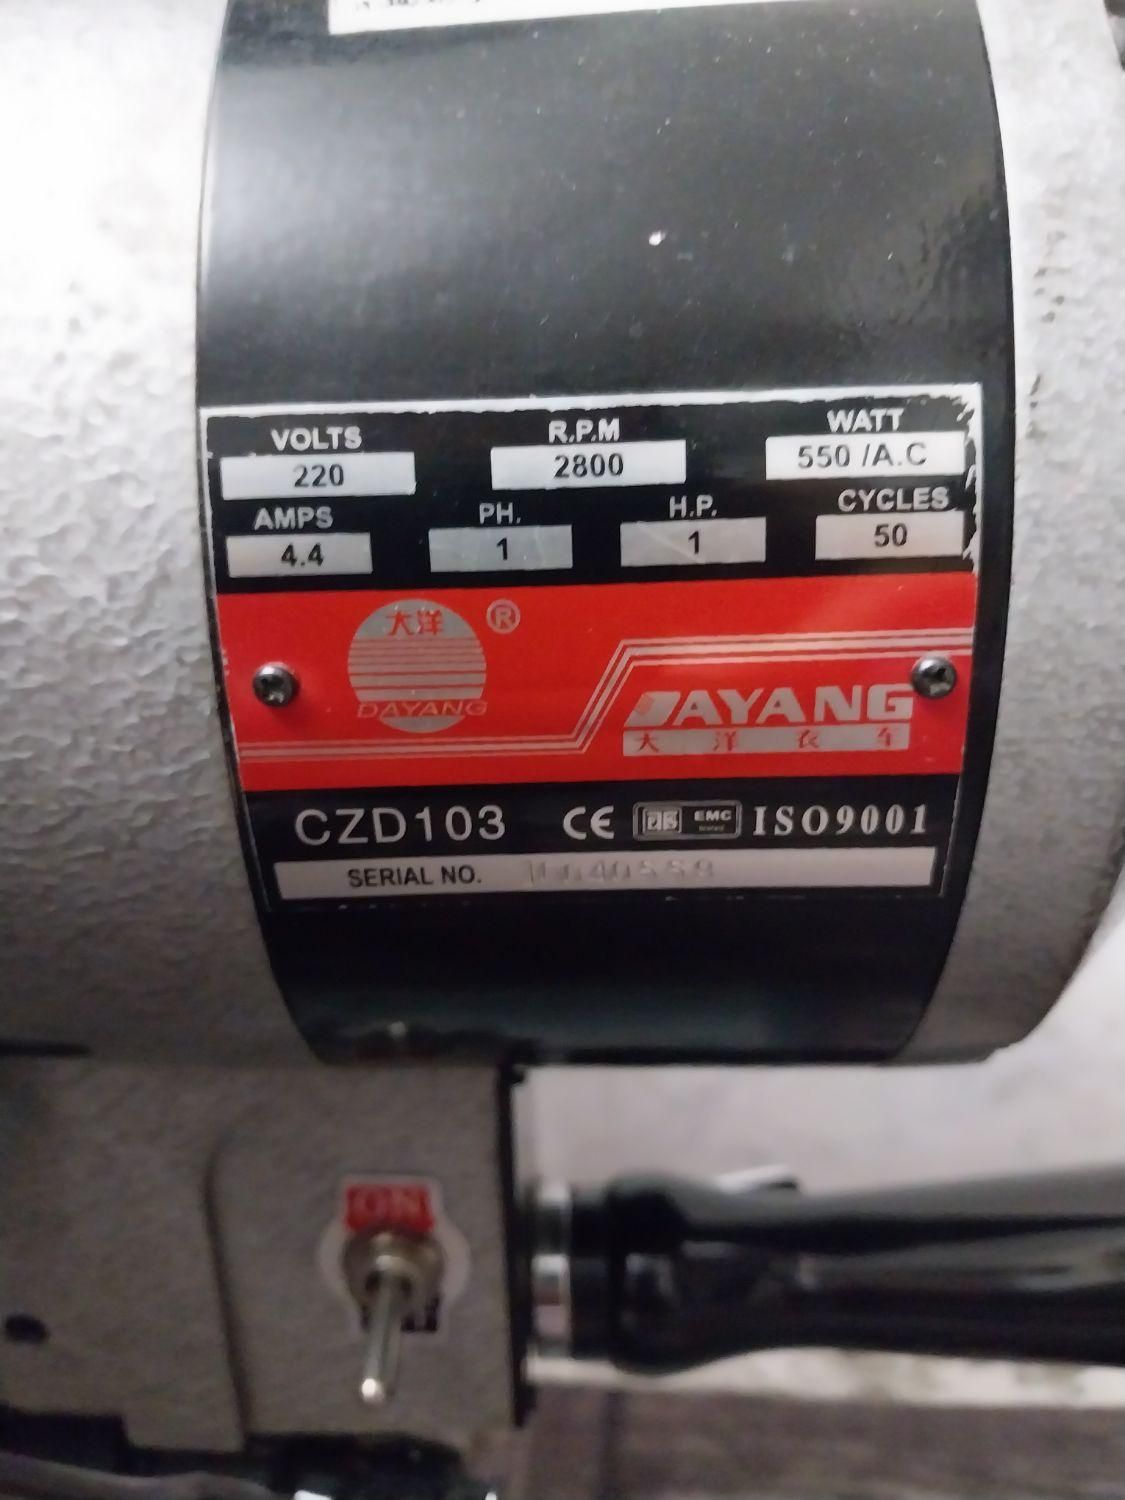 VOLTS R.P.M WATT
220 2800 550 /A.C
AMPS PH. H.P. CYCLES
4.4 1 1 50
大洋 ®
DAYANG
DAYANG
大洋衣车
CZD103 CE EMC ISO9001
SERIAL NO.
ON